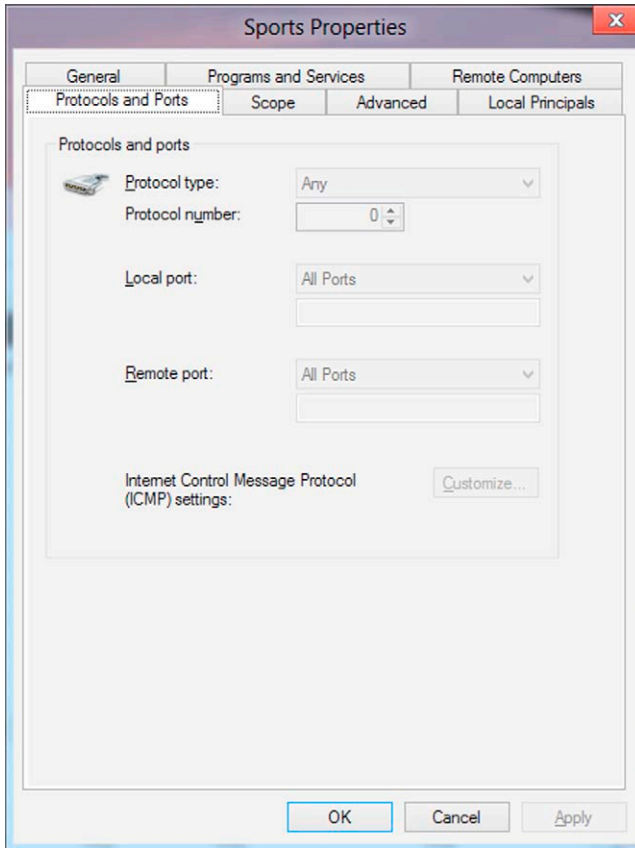 Sports Properties
General Programs and Services Remote Computers
Protocols and Ports Scope Advanced Local Principals
Protocols and ports
Protocol type: Any
Protocol number: 0
Local port: All Ports
Remote port: All Ports
Internet Control Message Protocol Customize...
(ICMP) settings:
OK Cancel Apply